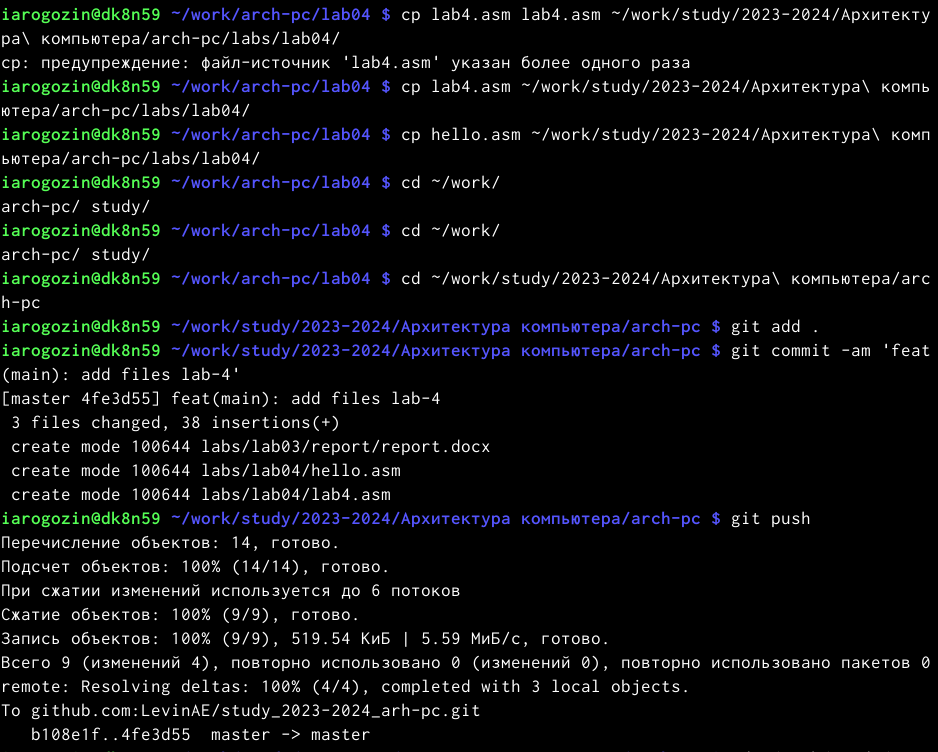 iarogozin@dk8n59 ~/work/arch-pc/lab04 $ cp lab4.asm lab4.asm ~/work/study/2023-2024/Архитекту
ра\ компьютера/arch-pc/labs/lab04/
cp: предупреждение: файл-источник 'lab4.asm' указан более одного раза
iarogozin@dk8n59 ~/work/arch-pc/lab04 $ cp lab4.asm ~/work/study/2023-2024/Архитектура\ компь
ютера/arch-pc/labs/lab04/
iarogozin@dk8n59 ~/work/arch-pc/lab04 $ cp hello.asm ~/work/study/2023-2024/Архитектура\ комп
ьютера/arch-pc/labs/lab04/
iarogozin@dk8n59 ~/work/arch-pc/lab04 $ cd ~/work/
arch-pc/ study/
iarogozin@dk8n59 ~/work/arch-pc/lab04 $ cd ~/work/
arch-pc/ study/
iarogozin@dk8n59 ~/work/arch-pc/lab04 $ cd ~/work/study/2023-2024/Архитектура\ компьютера/arc
h-pc
iarogozin@dk8n59 ~/work/study/2023-2024/Архитектура компьютера/arch-pc $ git add .
iarogozin@dk8n59 ~/work/study/2023-2024/Архитектура компьютера/arch-pc $ git commit -am 'feat
(main): add files lab-4'
[master 4fe3d55] feat(main): add files lab-4
 3 files changed, 38 insertions(+)
 create mode 100644 labs/lab03/report/report.docx
 create mode 100644 labs/lab04/hello.asm
 create mode 100644 labs/lab04/lab4.asm
iarogozin@dk8n59 ~/work/study/2023-2024/Архитектура компьютера/arch-pc $ git push
Перечисление объектов: 14, готово.
Подсчет объектов: 100% (14/14), готово.
При сжатии изменений используется до 6 потоков
Сжатие объектов: 100% (9/9), готово.
Запись объектов: 100% (9/9), 519.54 КиБ | 5.59 МиБ/с, готово.
Всего 9 (изменений 4), повторно использовано 0 (изменений 0), повторно использовано пакетов 0
remote: Resolving deltas: 100% (4/4), completed with 3 local objects.
To github.com:LevinAE/study_2023-2024_arh-pc.git
   b108e1f..4fe3d55  master -> master